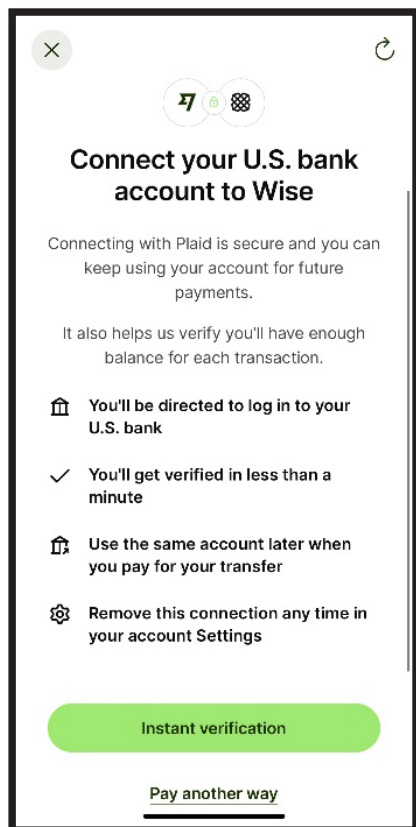 Connect your U.S. bank
account to Wise
Connecting with Plaid is secure and you can
keep using your account for future
payments.
It also helps us verify you'll have enough
balance for each transaction.
You'll be directed to log in to your
U.S. bank
You'll get verified in less than a
minute
Use the same account later when
you pay for your transfer
Remove this connection any time in
your account Settings
Instant verification
Pay another way